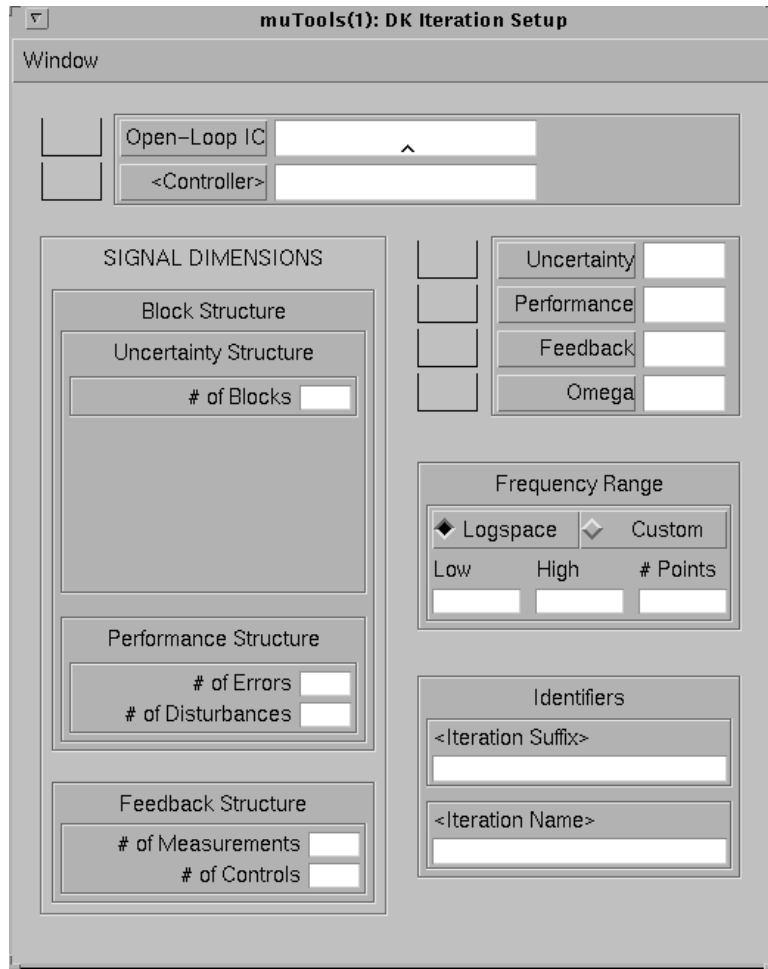 muTools(1): DK Iteration Setup
Window
Open-Loop IC
<Controller>
SIGNAL DIMENSIONS
Block Structure
Uncertainty Structure
# of Blocks
Performance Structure
# of Errors
# of Disturbances
Feedback Structure
# of Measurements
# of Controls
Uncertainty
Performance
Feedback
Omega
Frequency Range
Logspace Custom
Low High # Points
Identifiers
<Iteration Suffix>
<Iteration Name>